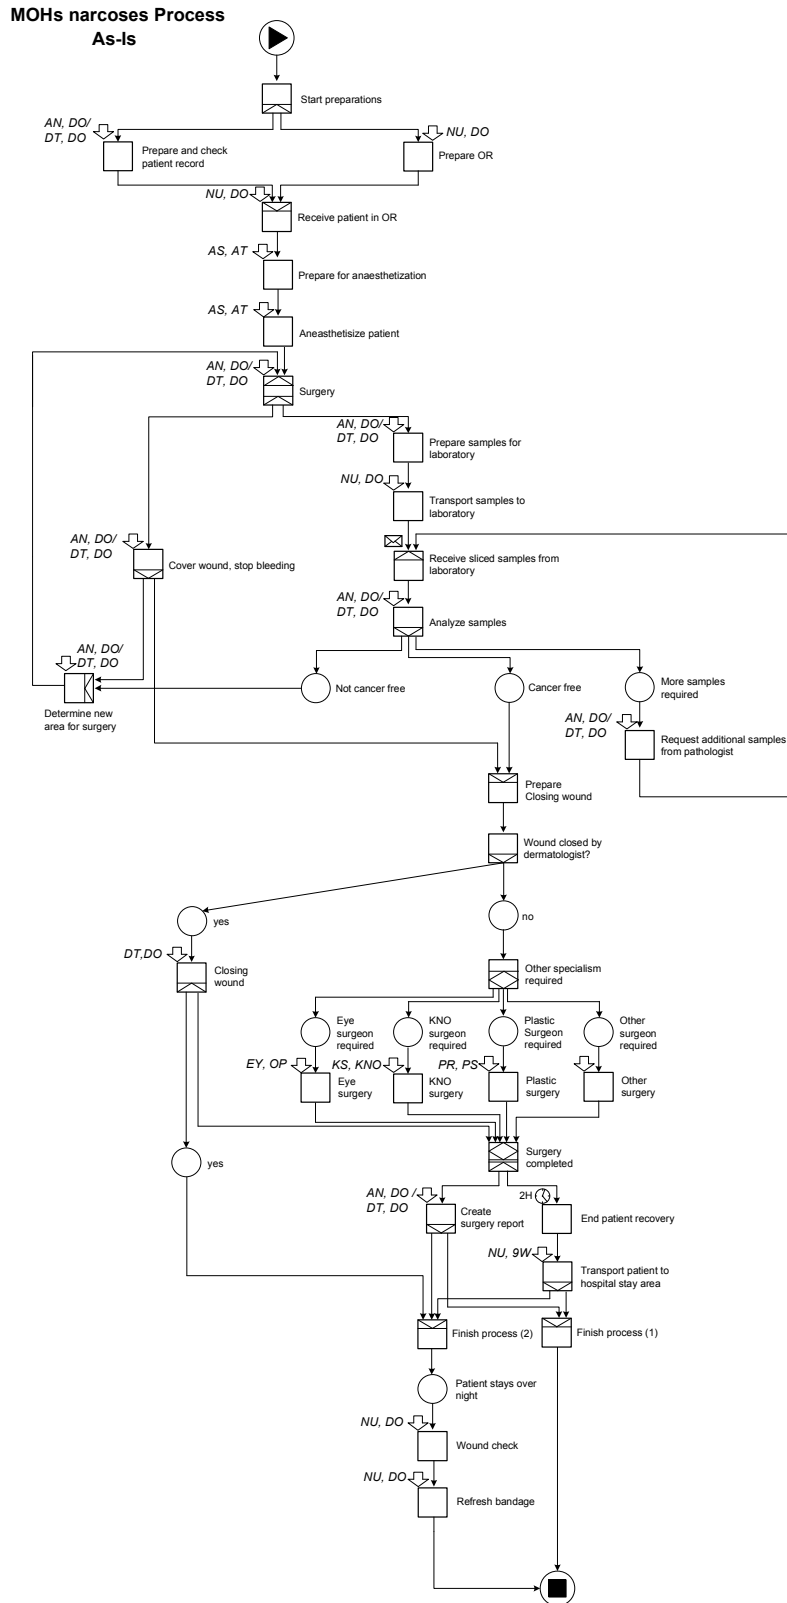 MOHs narcoses Process
As-Is
Start preparations
AN, DO/
DT, DO
Prepare and check
patient record
NU, DO
Prepare OR
NU, DO
Receive patient in OR
AS, AT
Prepare for anaesthetization
AS, AT
Aneasthetisize patient
AN, DO/
DT, DO
Surgery
AN, DO/
DT, DO
Prepare samples for
laboratory
NU, DO
Transport samples to
laboratory
AN, DO/
DT, DO
Cover wound, stop bleeding
Receive sliced samples from
laboratory
AN, DO/
DT, DO
Analyze samples
AN, DO/
DT, DO
Determine new
area for surgery
Not cancer free
Cancer free
More samples
required
AN, DO/
DT, DO
Request additional samples
from pathologist
Prepare
Closing wound
Wound closed by
dermatologist?
yes
no
DT,DO
Closing
wound
Other specialism
required
Eye
surgeon
required
KNO
surgeon
required
Plastic
Surgeon
required
Other
surgeon
required
EY, OP
Eye
surgery
KS, KNO
KNO
surgery
PR, PS
Plastic
surgery
Other
surgery
Surgery
completed
yes
AN, DO /
DT, DO
Create
surgery report
2H
End patient recovery
NU, 9W
Transport patient to
hospital stay area
Finish process (2)
Finish process (1)
Patient stays over
night
NU, DO
Wound check
NU, DO
Refresh bandage